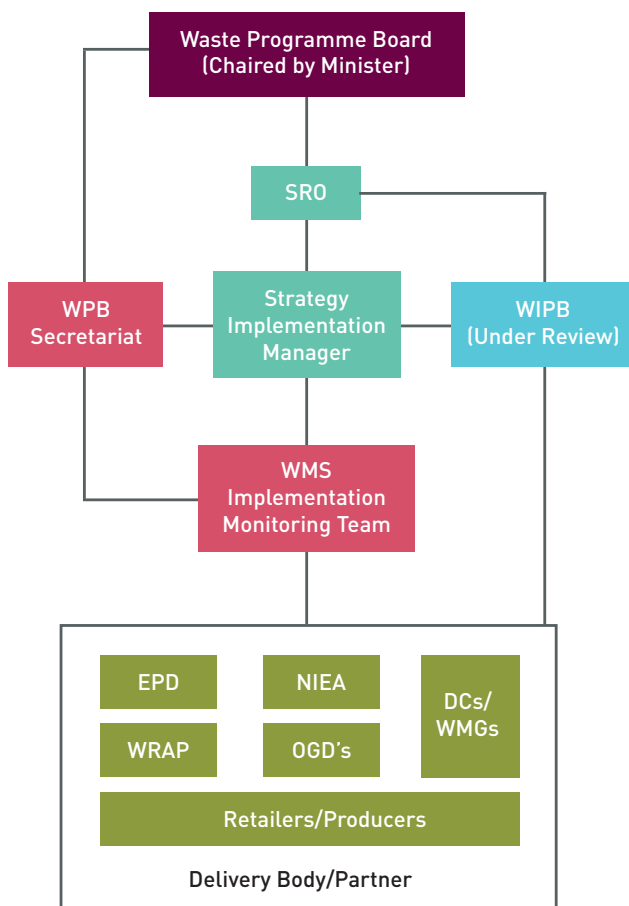 Waste Programme Board
(Chaired by Minister)
SRO
WPB
Secretariat
Strategy
Implementation
Manager
WIPB
(Under Review)
WMS
Implementation
Monitoring Team
EPD
NIEA
DCs/
WMGs
WRAP
OGD's
Retailers/Producers
Delivery Body/Partner